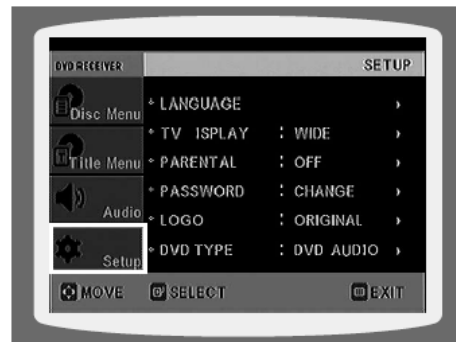 DVD RECEIVER SETUP
Disc Menu
Title Menu
Audio
Setup
LANGUAGE
TV ISPLAY : WIDE
PARENTAL : OFF
PASSWORD : CHANGE
LOGO : ORIGINAL
DVD TYPE : DVD AUDIO
MOVE SELECT EXIT